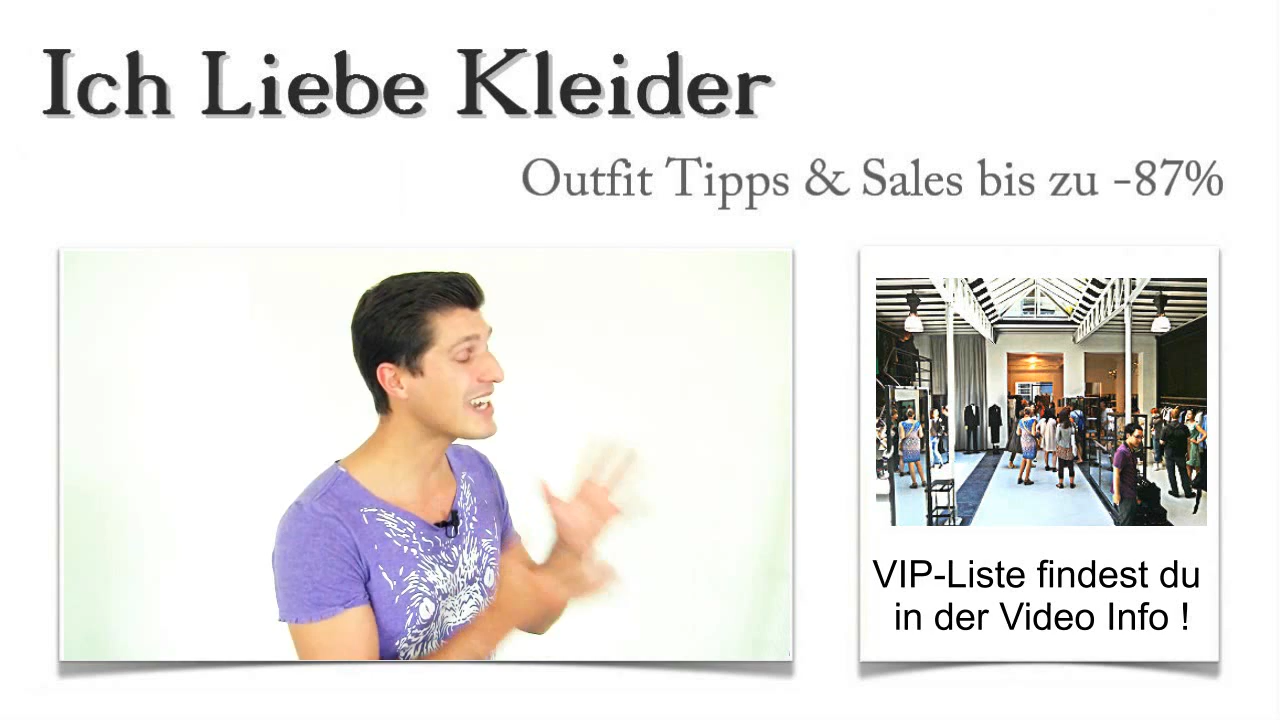 Ich Liebe Kleider
Outfit Tipps & Sales bis zu -87%
VIP-Liste findest du
in der Video Info !